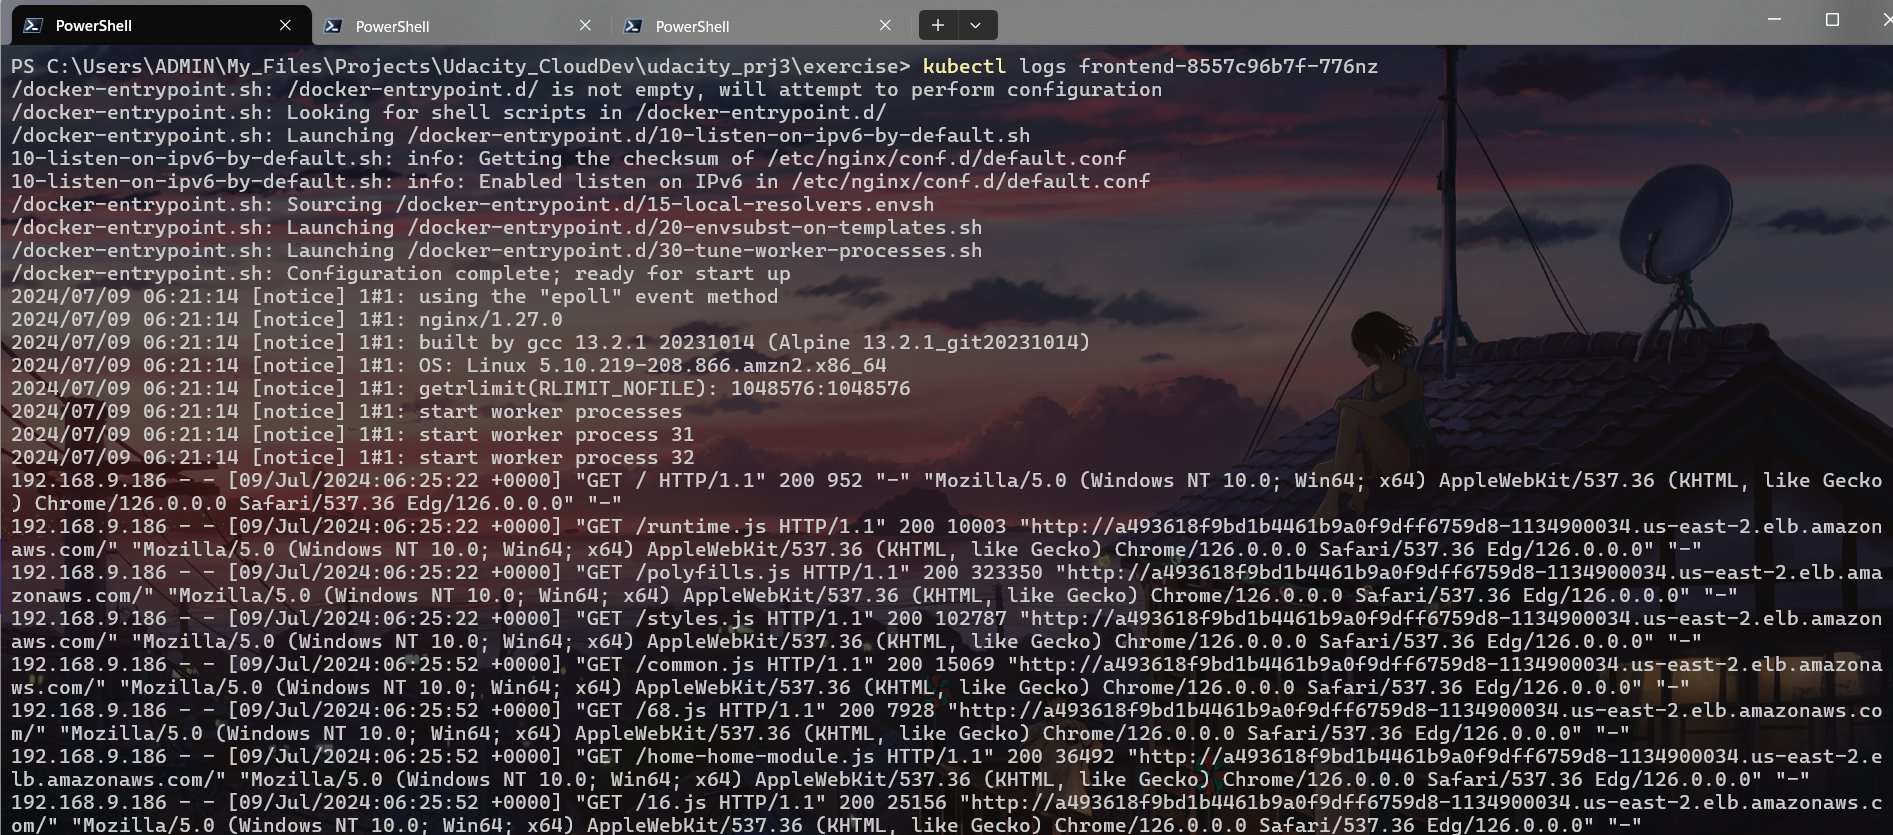 PowerShell
PowerShell
PowerShell
PS C:\Users\ADMIN\My_Files\Projects\Udacity_CloudDev\udacity_prj3\exercise> kubectl logs frontend-8557c96b7f-776nz
/docker-entrypoint.sh: /docker-entrypoint.d/ is not empty, will attempt to perform configuration
/docker-entrypoint.sh: Looking for shell scripts in /docker-entrypoint.d/
/docker-entrypoint.sh: Launching /docker-entrypoint.d/10-listen-on-ipv6-by-default.sh
10-listen-on-ipv6-by-default.sh: info: Getting the checksum of /etc/nginx/conf.d/default.conf
10-listen-on-ipv6-by-default.sh: info: Enabled listen on IPv6 in /etc/nginx/conf.d/default.conf
/docker-entrypoint.sh: Sourcing /docker-entrypoint.d/15-local-resolvers.envsh
/docker-entrypoint.sh: Launching /docker-entrypoint.d/20-envsubst-on-templates.sh
/docker-entrypoint.sh: Launching /docker-entrypoint.d/30-tune-worker-processes.sh
/docker-entrypoint.sh: Configuration complete; ready for start up
2024/07/09 06:21:14 [notice] 1#1: using the "epoll" event method
2024/07/09 06:21:14 [notice] 1#1: nginx/1.27.0
2024/07/09 06:21:14 [notice] 1#1: built by gcc 13.2.1 20231014 (Alpine 13.2.1_git20231014)
2024/07/09 06:21:14 [notice] 1#1: OS: Linux 5.10.219-208.866.amzn2.x86_64
2024/07/09 06:21:14 [notice] 1#1: getrlimit(RLIMIT_NOFILE): 1048576:1048576
2024/07/09 06:21:14 [notice] 1#1: start worker processes
2024/07/09 06:21:14 [notice] 1#1: start worker process 31
2024/07/09 06:21:14 [notice] 1#1: start worker process 32
192.168.9.186 - - [09/Jul/2024:06:25:22 +0000] "GET / HTTP/1.1" 200 952 "-" "Mozilla/5.0 (Windows NT 10.0; Win64; x64) AppleWebKit/537.36 (KHTML, like Gecko
) Chrome/126.0.0.0 Safari/537.36 Edg/126.0.0.0" "-"
192.168.9.186 - - [09/Jul/2024:06:25:22 +0000] "GET /runtime.js HTTP/1.1" 200 10003 "http://a493618f9bd1b4461b9a0f9dff6759d8-1134900034.us-east-2.elb.amazon
aws.com/" "Mozilla/5.0 (Windows NT 10.0; Win64; x64) AppleWebKit/537.36 (KHTML, like Gecko) Chrome/126.0.0.0 Safari/537.36 Edg/126.0.0.0" "-"
192.168.9.186 - - [09/Jul/2024:06:25:22 +0000] "GET /polyfills.js HTTP/1.1" 200 323350 "http://a493618f9bd1b4461b9a0f9dff6759d8-1134900034.us-east-2.elb.ama
zonaws.com/" "Mozilla/5.0 (Windows NT 10.0; Win64; x64) AppleWebKit/537.36 (KHTML, like Gecko) Chrome/126.0.0.0 Safari/537.36 Edg/126.0.0.0" "-"
192.168.9.186 - - [09/Jul/2024:06:25:22 +0000] "GET /styles.js HTTP/1.1" 200 102787 "http://a493618f9bd1b4461b9a0f9dff6759d8-1134900034.us-east-2.elb.amazon
aws.com/" "Mozilla/5.0 (Windows NT 10.0; Win64; x64) AppleWebKit/537.36 (KHTML, like Gecko) Chrome/126.0.0.0 Safari/537.36 Edg/126.0.0.0" "-"
192.168.9.186 - - [09/Jul/2024:06:25:52 +0000] "GET /common.js HTTP/1.1" 200 15069 "http://a493618f9bd1b4461b9a0f9dff6759d8-1134900034.us-east-2.elb.amazona
ws.com/" "Mozilla/5.0 (Windows NT 10.0; Win64; x64) AppleWebKit/537.36 (KHTML, like Gecko) Chrome/126.0.0.0 Safari/537.36 Edg/126.0.0.0" "-"
192.168.9.186 - - [09/Jul/2024:06:25:52 +0000] "GET /68.js HTTP/1.1" 200 7928 "http://a493618f9bd1b4461b9a0f9dff6759d8-1134900034.us-east-2.elb.amazonaws.co
m/" "Mozilla/5.0 (Windows NT 10.0; Win64; x64) AppleWebKit/537.36 (KHTML, like Gecko) Chrome/126.0.0.0 Safari/537.36 Edg/126.0.0.0" "-"
192.168.9.186 - - [09/Jul/2024:06:25:52 +0000] "GET /home-home-module.js HTTP/1.1" 200 36492 "http://a493618f9bd1b4461b9a0f9dff6759d8-1134900034.us-east-2.e
lb.amazonaws.com/" "Mozilla/5.0 (Windows NT 10.0; Win64; x64) AppleWebKit/537.36 (KHTML, like Gecko) Chrome/126.0.0.0 Safari/537.36 Edg/126.0.0.0" "-"
192.168.9.186 - - [09/Jul/2024:06:25:52 +0000] "GET /16.js HTTP/1.1" 200 25156 "http://a493618f9bd1b4461b9a0f9dff6759d8-1134900034.us-east-2.elb.amazonaws.c
om/" "Mozilla/5.0 (Windows NT 10.0; Win64; x64) AppleWebKit/537.36 (KHTML, like Gecko) Chrome/126.0.0.0 Safari/537.36 Edg/126.0.0.0" "-"